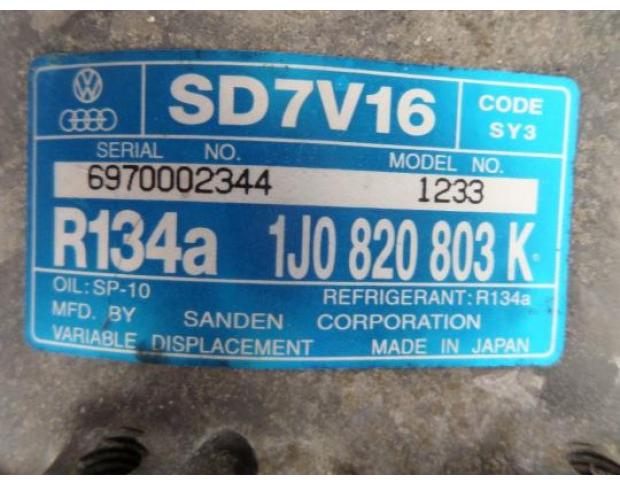 SD7V16
CODE
SY3
SERIAL NO. MODEL NO.
6970002344 1233
R134a 1J0 820 803 K
OIL:SP-10 REFRIGERANT:R134a
MFD. BY SANDEN CORPORATION
VARIABLE DISPLACEMENT MADE IN JAPAN